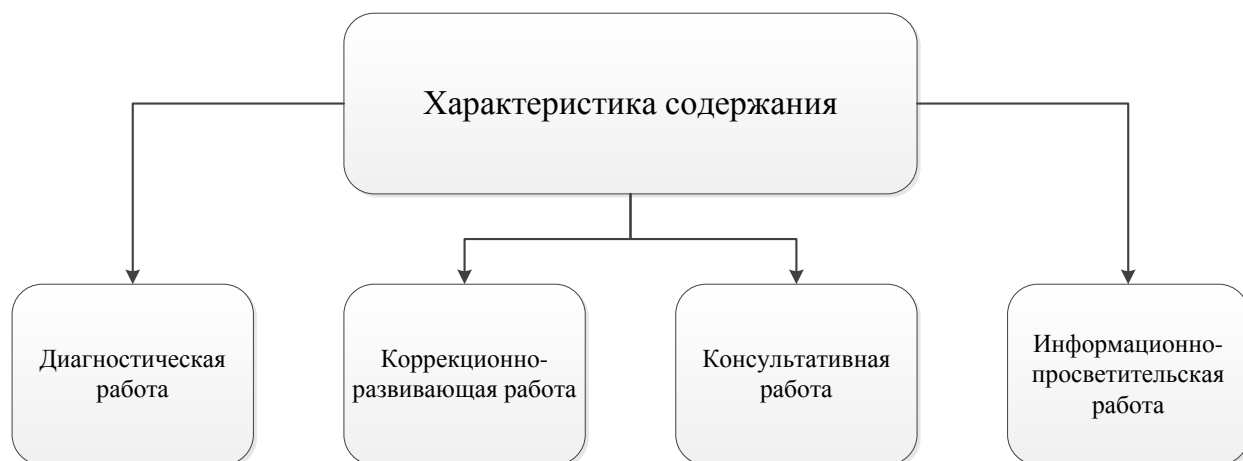 Характеристика содержания
Диагностическая
работа
Коррекционно-
развивающая работа
Консультативная
работа
Информационно-
просветительская
работа